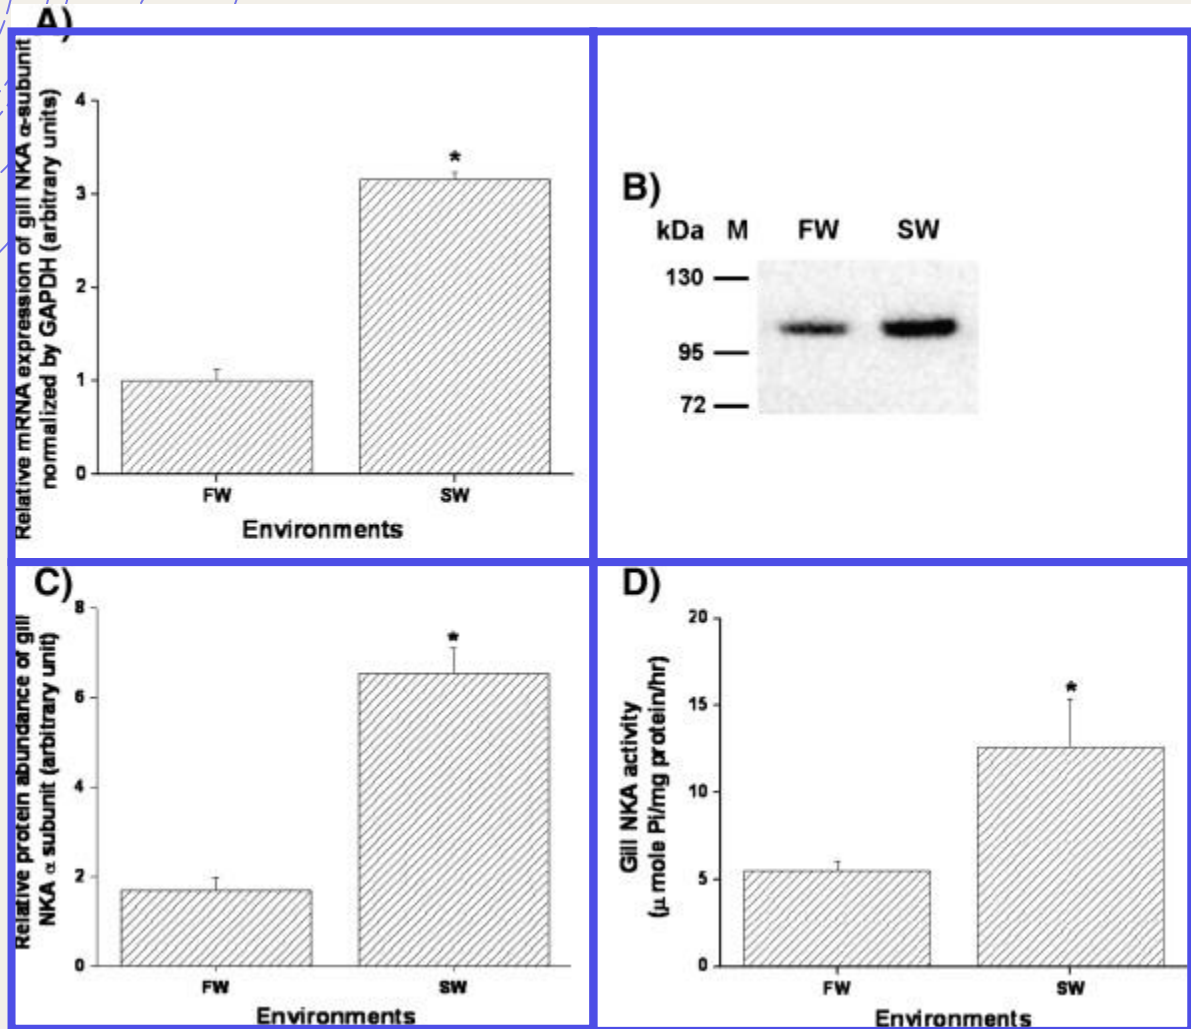 A)
Relative mRNA expression of gill NKA α-subunit
normalized by GAPDH (arbitrary units)
4
3
2
1
0
*
FW SW
Environments
B)
kDa M FW SW
130
95
72
C)
Relative protein abundance of gill
NKA α subunit (arbitrary unit)
8
6
4
2
0
*
FW SW
Environments
D)
Gill NKA activity
(μ mole Pi/mg protein/hr)
20
15
10
5
0
*
FW SW
Environments